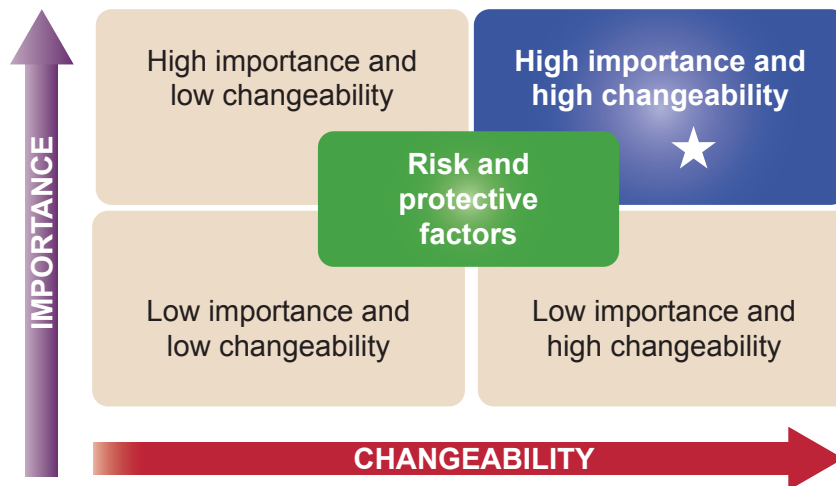 IMPORTANCE
High importance and
low changeability
High importance and
high changeability
Risk and
protective
factors
Low importance and
low changeability
Low importance and
high changeability
CHANGEABILITY